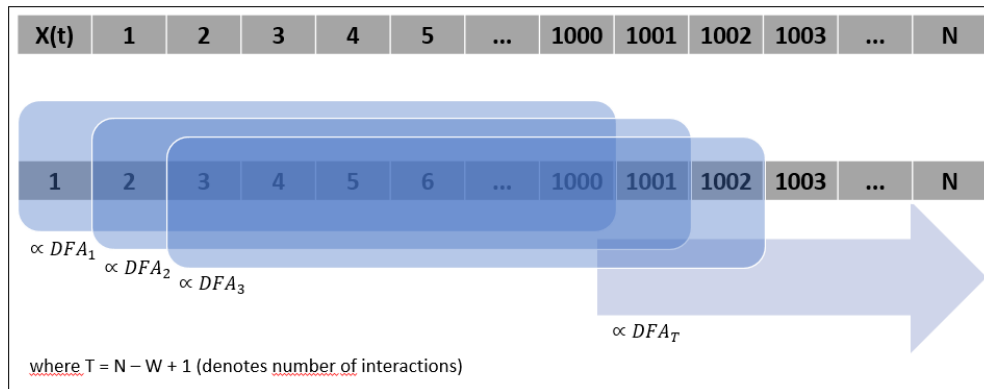 X(t) 1 2 3 4 5 ... 1000 1001 1002 1003 ... N
1 2 3 4 5 6 ... 1000 1001 1002 1003 ... N
∝ DFA₁
∝ DFA₂
∝ DFA₃
∝ DFA_T
where T = N – W + 1 (denotes number of interactions)